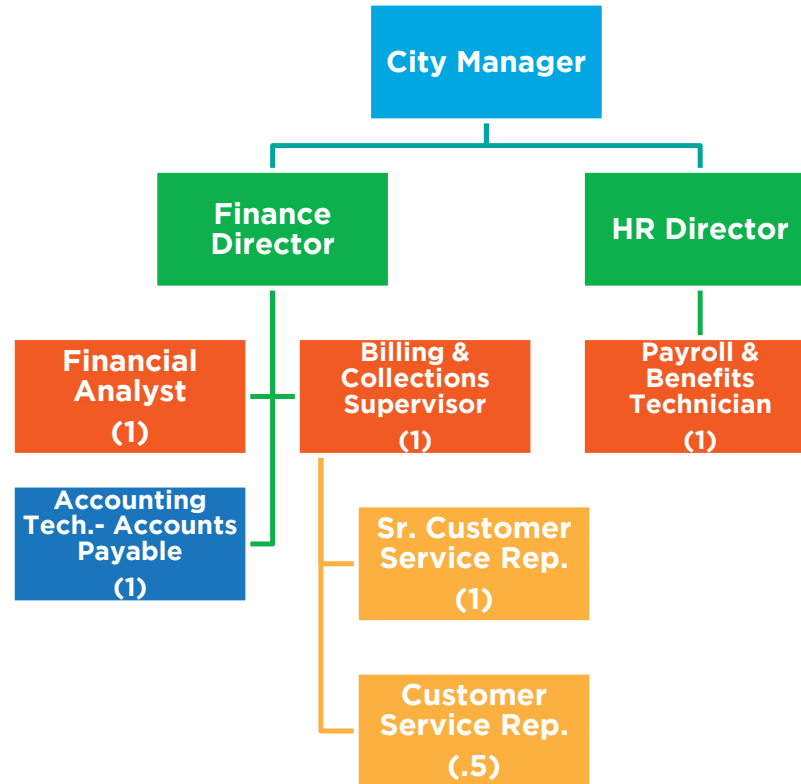 City Manager
Finance
Director
HR Director
Financial
Analyst
(1)
Billing &
Collections
Supervisor
(1)
Payroll &
Benefits
Technician
(1)
Accounting
Tech.- Accounts
Payable
(1)
Sr. Customer
Service Rep.
(1)
Customer
Service Rep.
(.5)